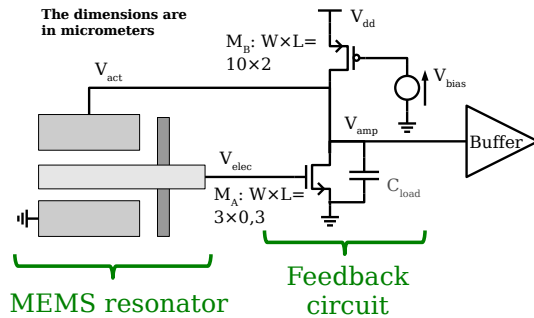 The dimensions are
in micrometers
V_dd
M_B: W×L=
10×2
V_act
V_bias
V_amp
Buffer
V_elec
C_load
M_A: W×L=
3×0,3
Feedback
circuit
MEMS resonator